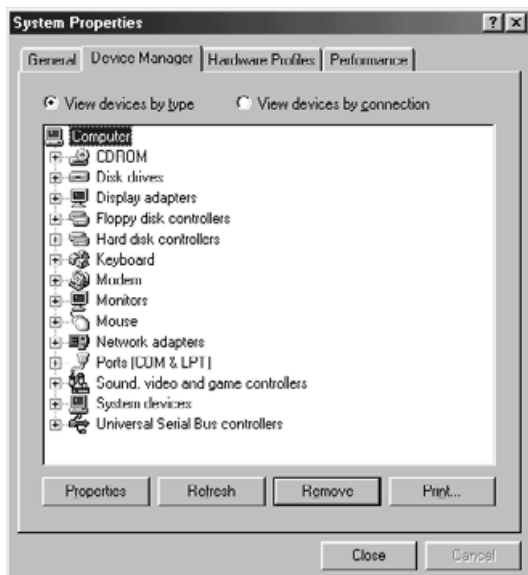 System Properties
? ×
General Device Manager Hardware Profiles Performance
View devices by type View devices by connection
Computer
CDROM
Disk drives
Display adapters
Floppy disk controllers
Hard disk controllers
Keyboard
Modem
Monitors
Mouse
Network adapters
Ports (COM & LPT)
Sound, video and game controllers
System devices
Universal Serial Bus controllers
Properties Refresh Remove Print...
Close Cancel